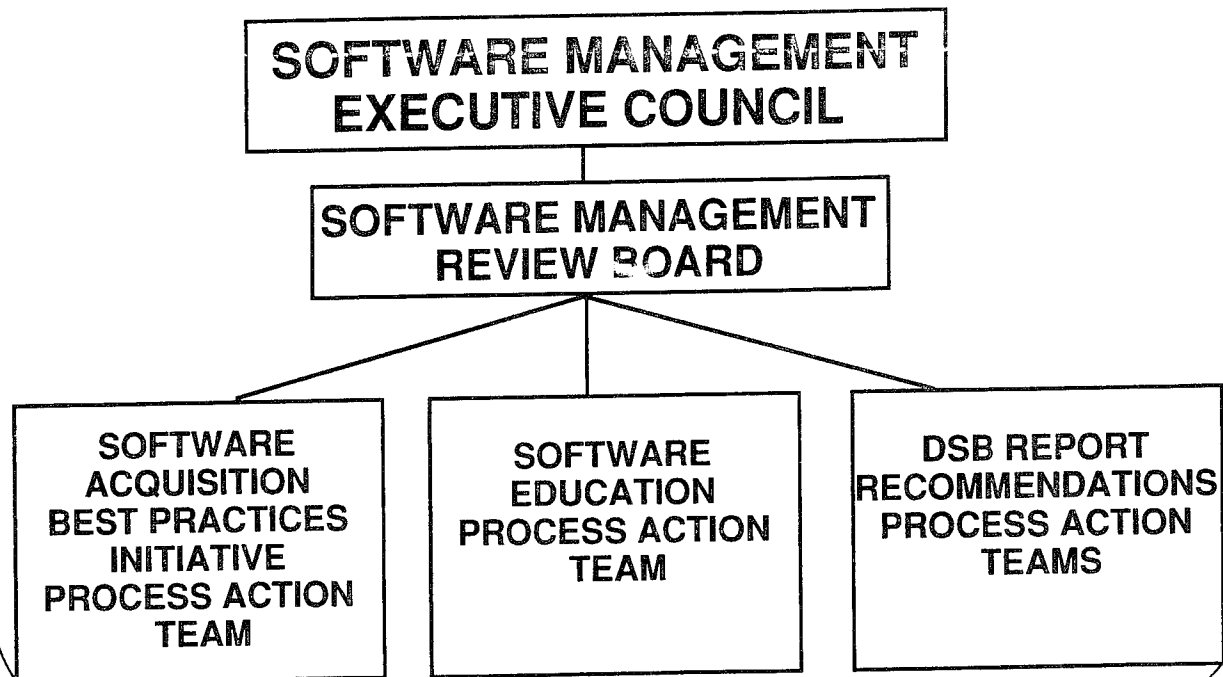 SOFTWARE MANAGEMENT
EXECUTIVE COUNCIL
SOFTWARE MANAGEMENT
REVIEW BOARD
SOFTWARE
ACQUISITION
BEST PRACTICES
INITIATIVE
PROCESS ACTION
TEAM
SOFTWARE
EDUCATION
PROCESS ACTION
TEAM
DSB REPORT
RECOMMENDATIONS
PROCESS ACTION
TEAMS